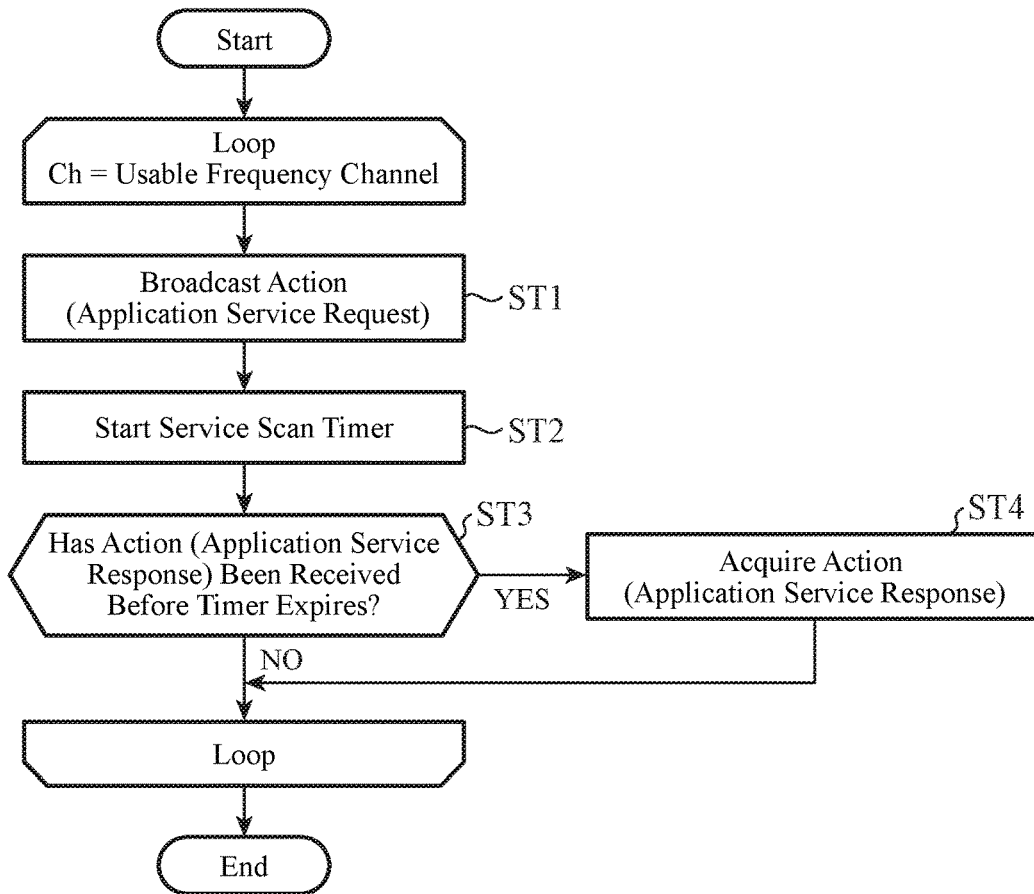 Start
Loop
Ch = Usable Frequency Channel
Broadcast Action
(Application Service Request)
ST1
Start Service Scan Timer
ST2
Has Action (Application Service
Response) Been Received
Before Timer Expires?
ST3
YES
ST4
Acquire Action
(Application Service Response)
NO
Loop
End